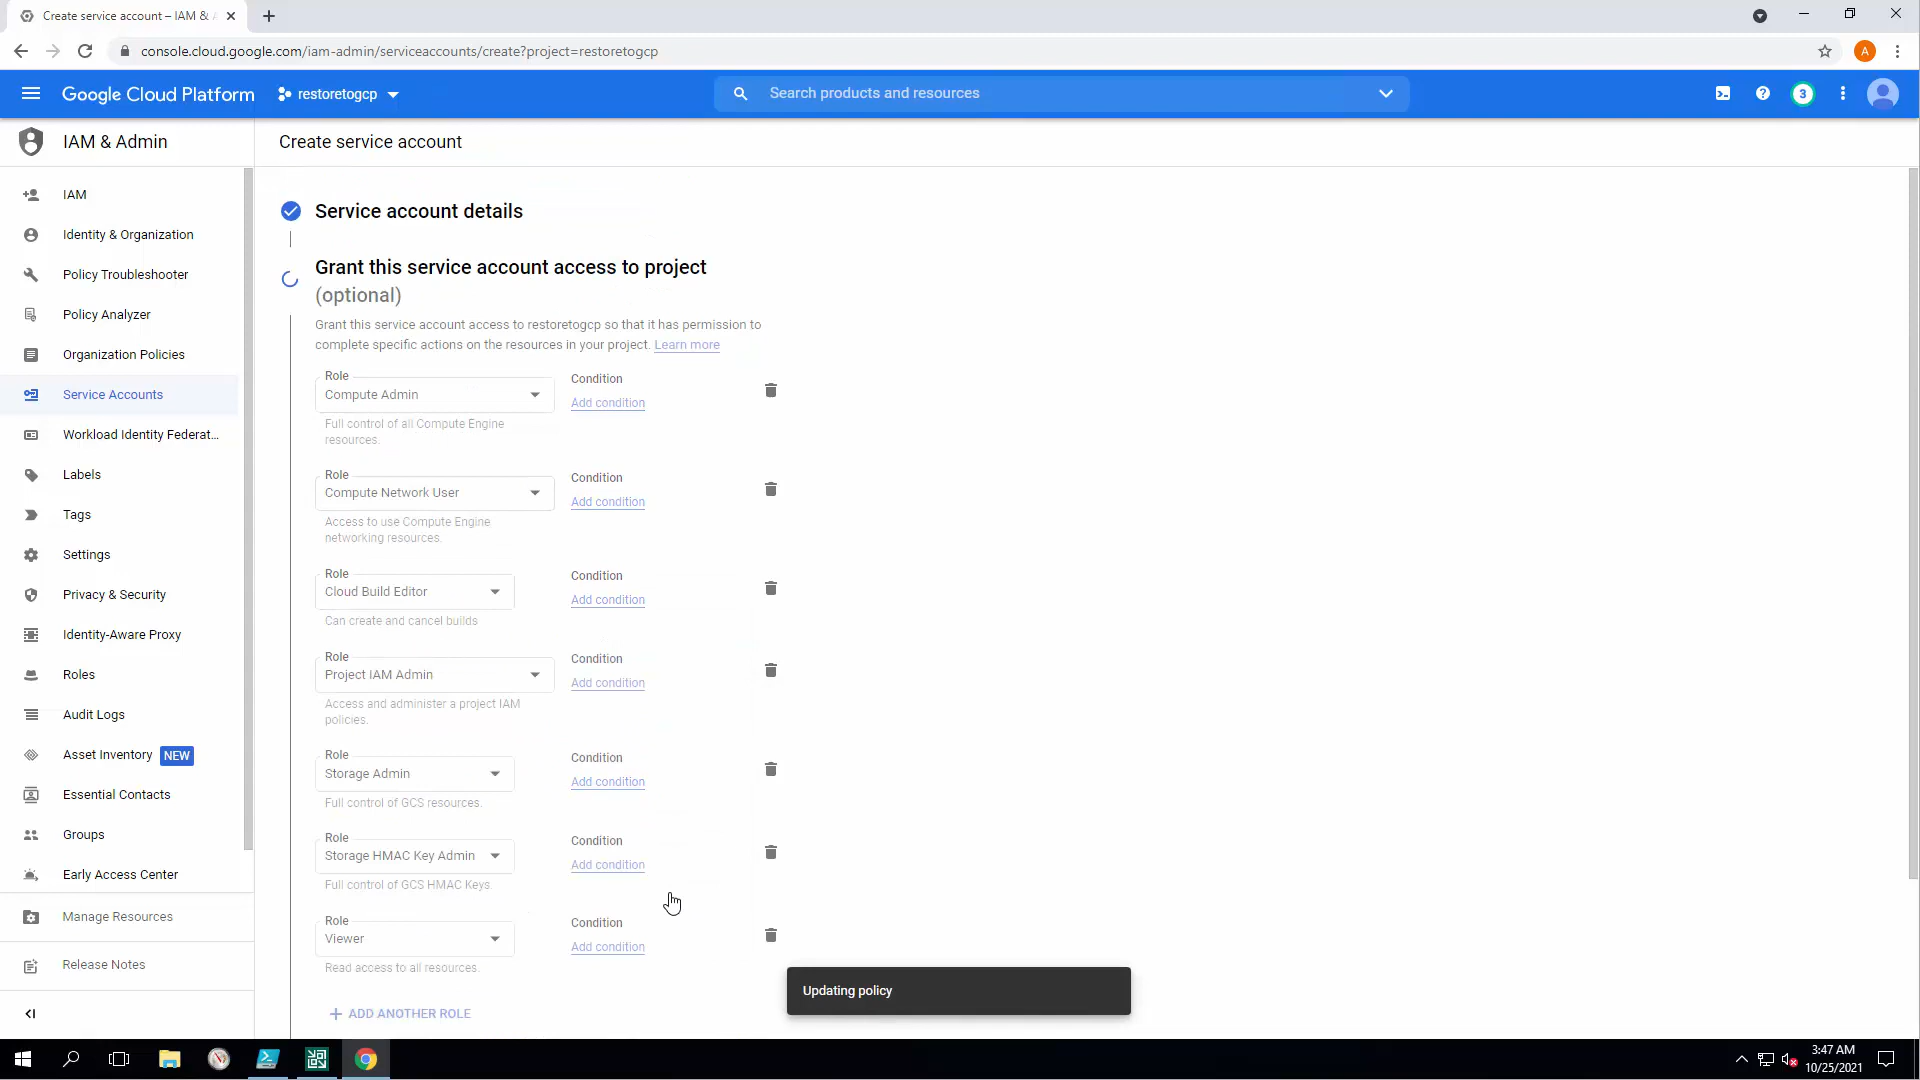 Create service account – IAM & A
console.cloud.google.com/iam-admin/serviceaccounts/create?project=restoretogcp
A
Google Cloud Platform
restoretogcp
Search products and resources
3
IAM & Admin
Create service account
IAM
Identity & Organization
Policy Troubleshooter
Policy Analyzer
Organization Policies
Service Accounts
Workload Identity Federat...
Labels
Tags
Settings
Privacy & Security
Identity-Aware Proxy
Roles
Audit Logs
Asset Inventory NEW
Essential Contacts
Groups
Early Access Center
Manage Resources
Release Notes
Service account details
Grant this service account access to project
(optional)
Grant this service account access to restoretogcp so that it has permission to
complete specific actions on the resources in your project. Learn more
Role
Compute Admin
Full control of all Compute Engine
resources.
Condition
Add condition
Role
Compute Network User
Access to use Compute Engine
networking resources.
Condition
Add condition
Role
Cloud Build Editor
Can create and cancel builds
Condition
Add condition
Role
Project IAM Admin
Access and administer a project IAM
policies.
Condition
Add condition
Role
Storage Admin
Full control of GCS resources.
Condition
Add condition
Role
Storage HMAC Key Admin
Full control of GCS HMAC Keys.
Condition
Add condition
Role
Viewer
Read access to all resources.
Condition
Add condition
ADD ANOTHER ROLE
Updating policy
3:47 AM
10/25/2021